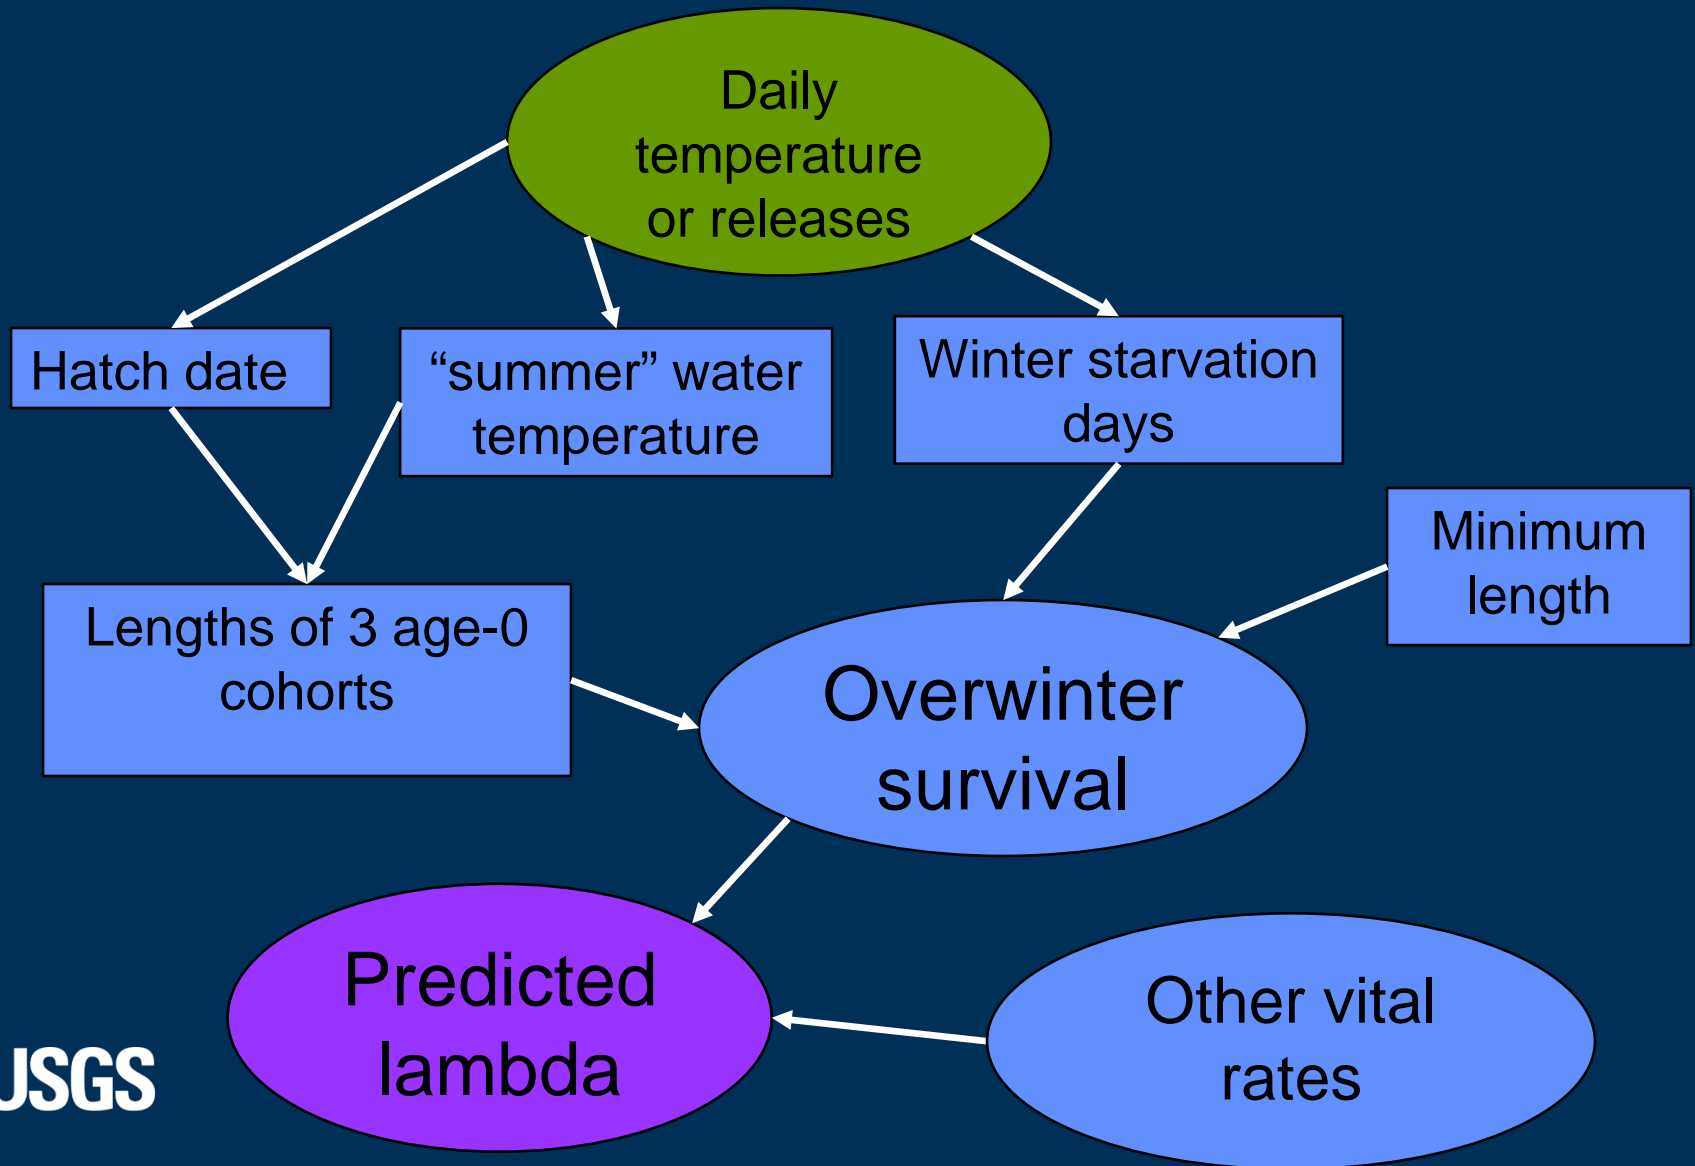 Daily
temperature
or releases
Hatch date
“summer” water
temperature
Winter starvation
days
Minimum
length
Lengths of 3 age-0
cohorts
Overwinter
survival
Predicted
lambda
Other vital
rates
USGS